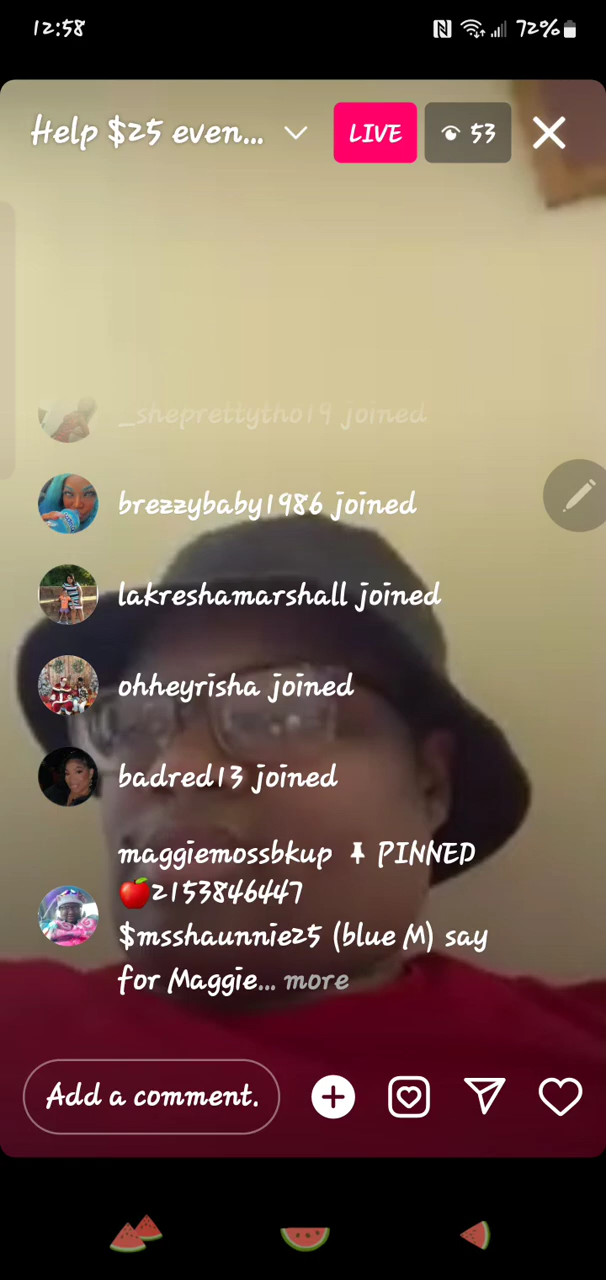 12:58
72%
Help $25 even...
LIVE
53
_sheprettytho19 joined
brezzybaby1986 joined
lakreshamarshall joined
ohheyrisha joined
badred13 joined
maggiemossbkup 📌 PINNED
🍎2153846447
$msshaunnie25 (blue M) say
for Maggie... more
Add a comment.